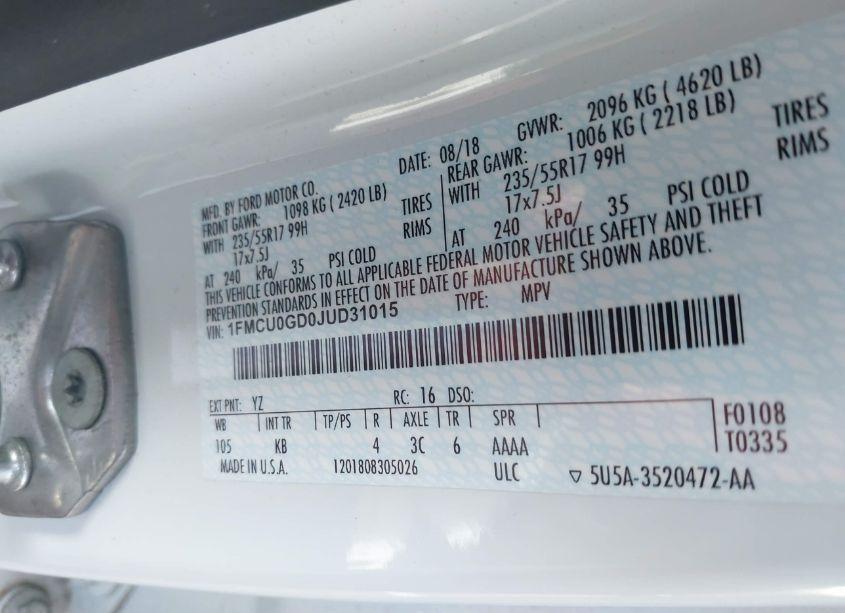 MFD. BY FORD MOTOR CO. DATE: 08/18 GVWR: 2096 KG ( 4620 LB)
FRONT GAWR: 1098 KG ( 2420 LB) REAR GAWR: 1006 KG ( 2218 LB)
WITH 235/55R17 99H TIRES WITH 235/55R17 99H TIRES
17x7.5J RIMS 17x7.5J RIMS
AT 240 kPa/ 35 PSI COLD AT 240 kPa/ 35 PSI COLD
THIS VEHICLE CONFORMS TO ALL APPLICABLE FEDERAL MOTOR VEHICLE SAFETY AND THEFT
PREVENTION STANDARDS IN EFFECT ON THE DATE OF MANUFACTURE SHOWN ABOVE.
VIN: 1FMCU0GD0JUD31015 TYPE: MPV
EXT PNT: YZ RC: 16 DSO:
WB INT TR TP/PS R AXLE TR SPR F0108
105 KB 4 3C 6 AAAA T0335
MADE IN U.S.A. 1201808305026 ULC ▽ 5U5A-3520472-AA